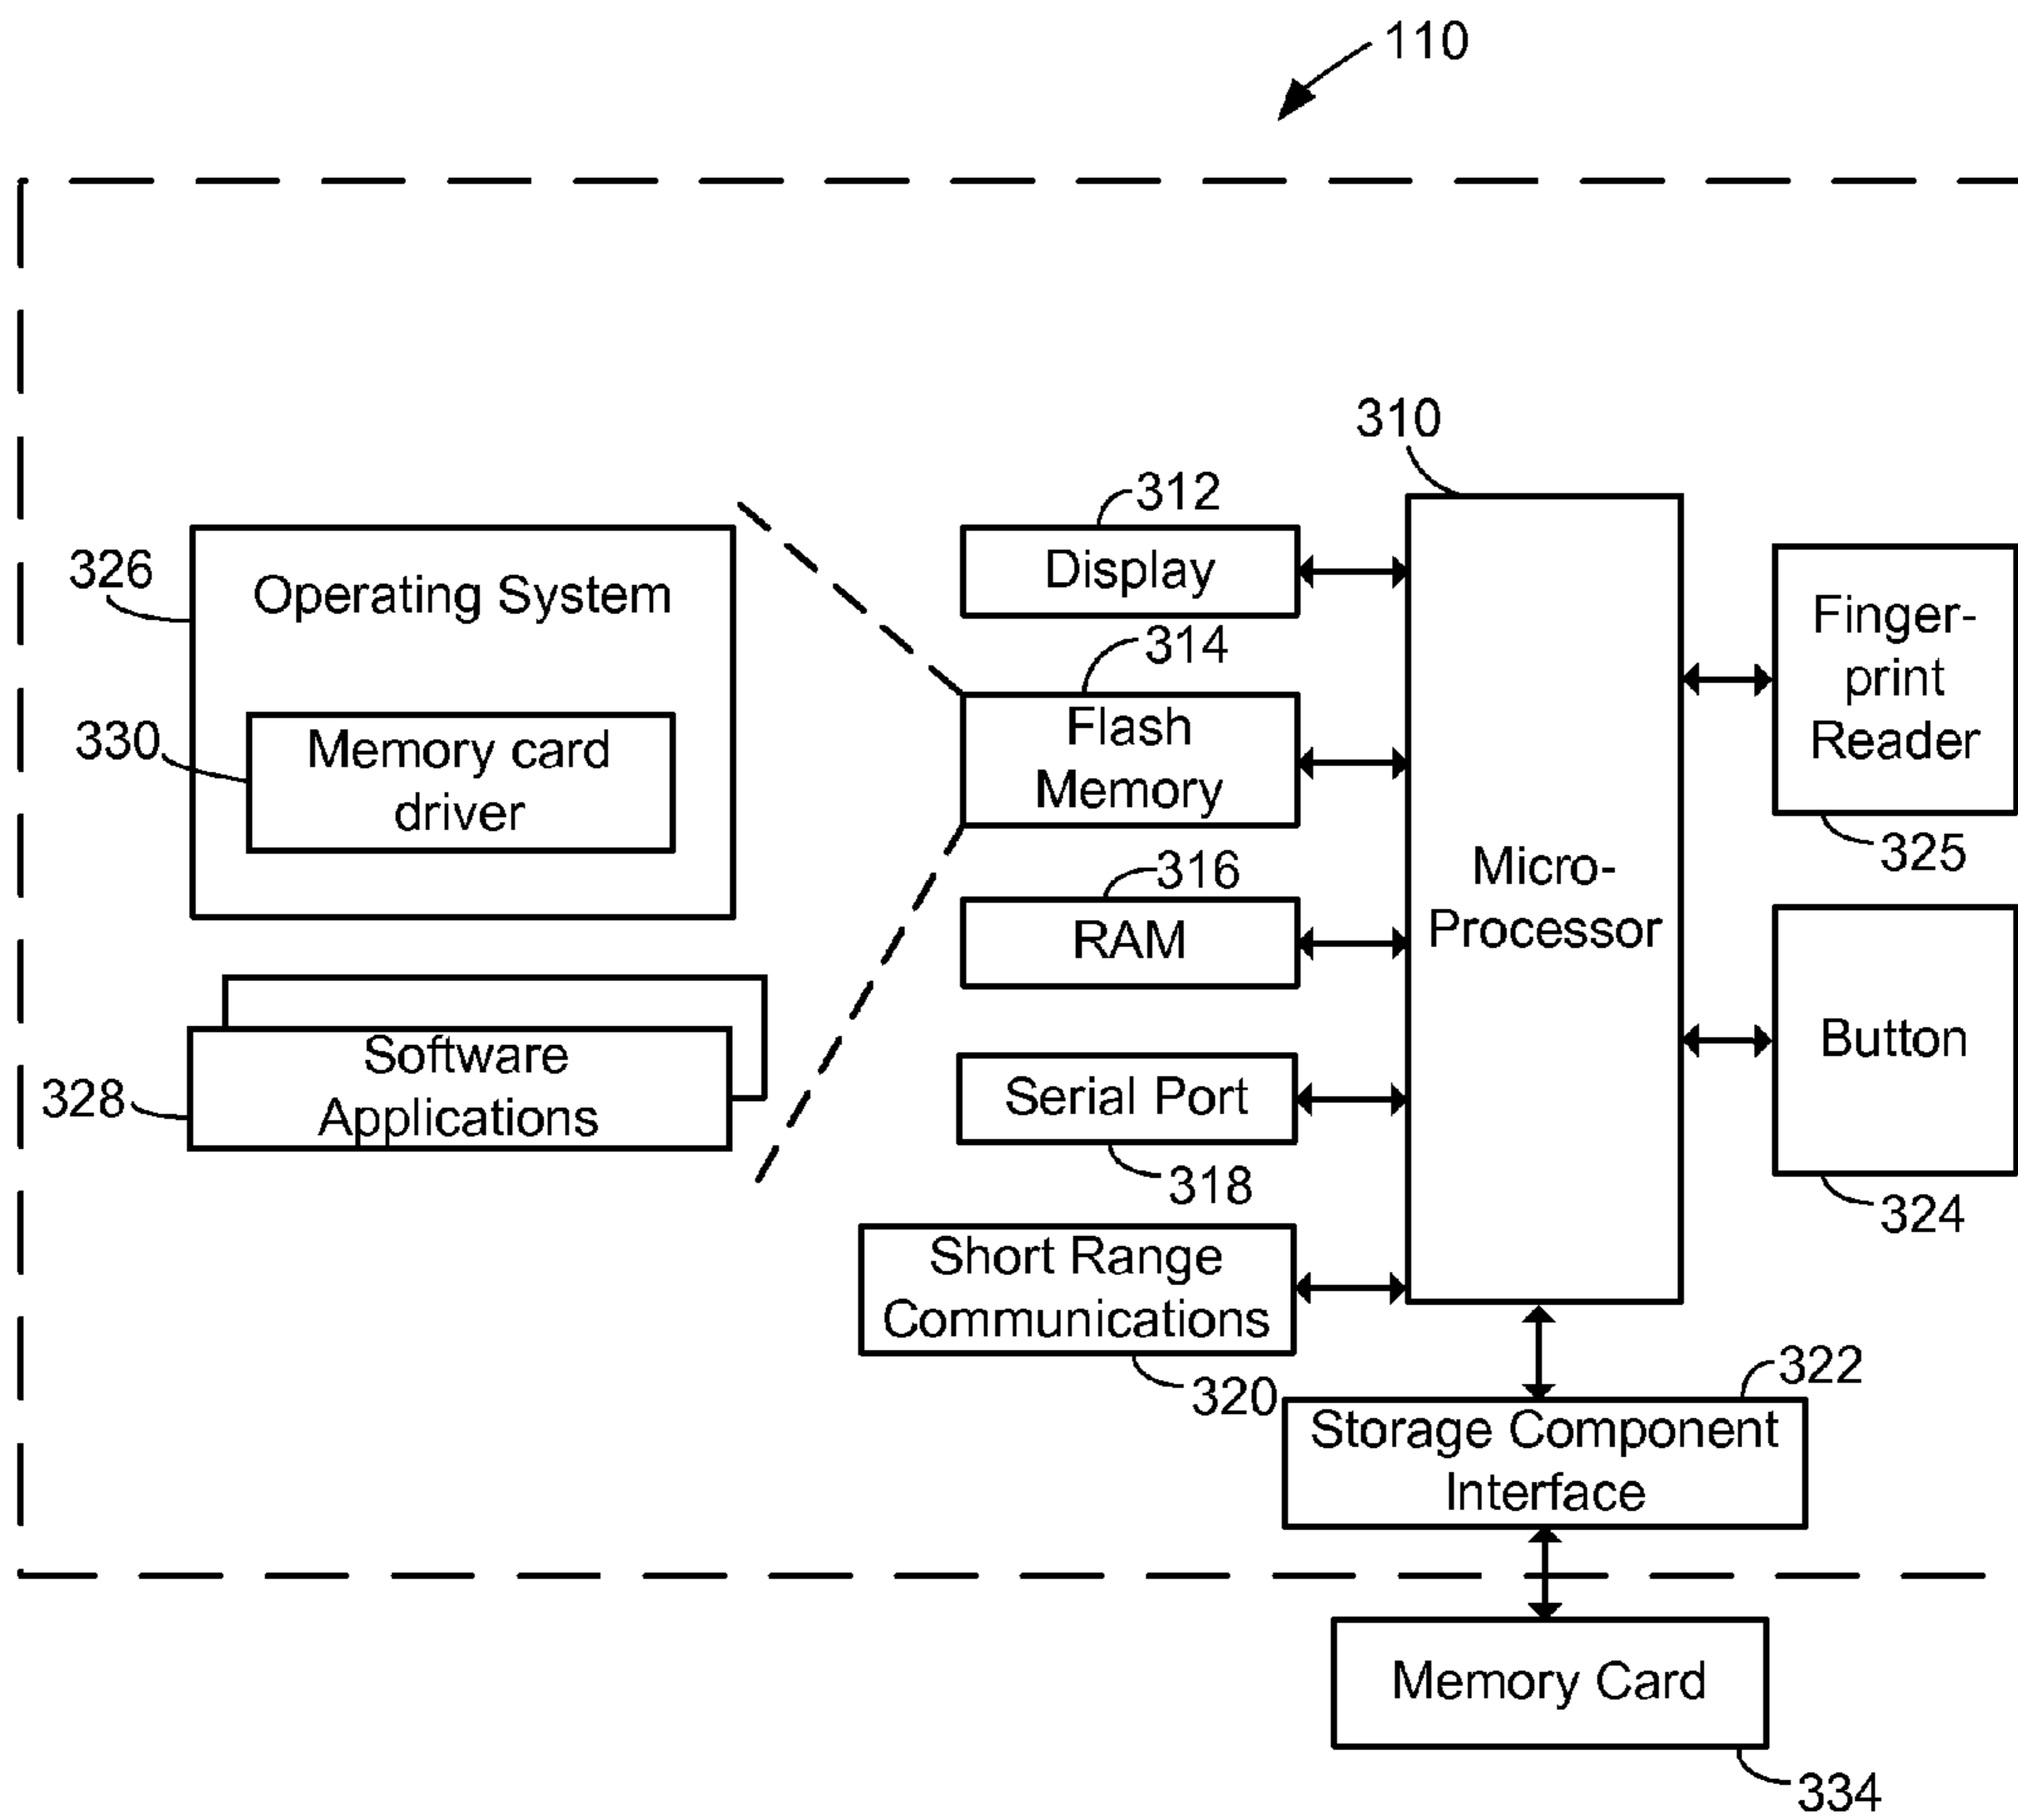 110
310
312
Display
326
Operating System
Finger-
print
Reader
314
Flash
Memory
330
Memory card
driver
325
316
RAM
Micro-
Processor
Button
Software
Applications
328
Serial Port
318
324
Short Range
Communications
320
322
Storage Component
Interface
Memory Card
334